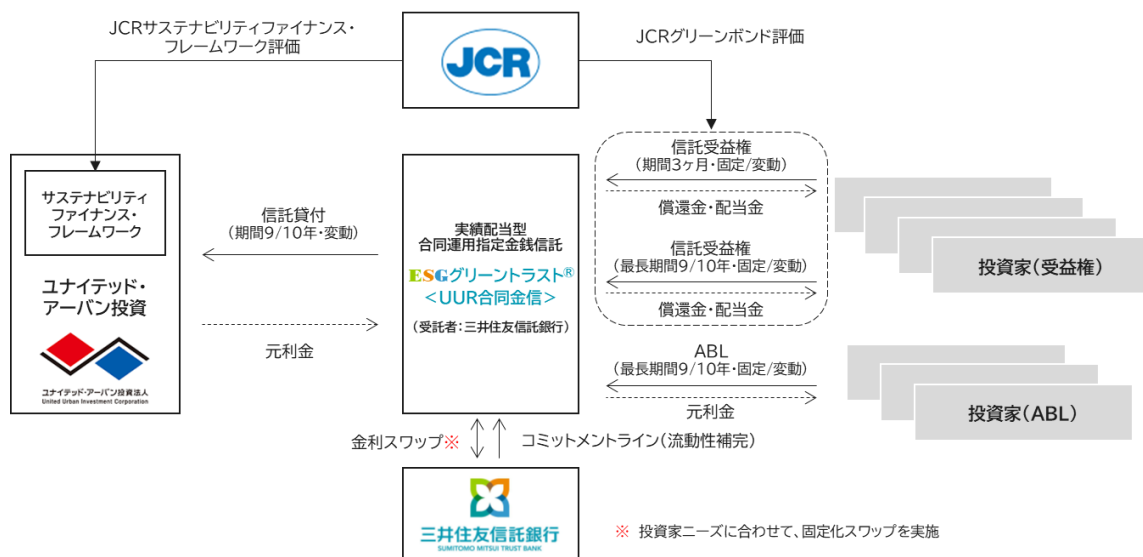 JCRサステナビリティファイナンス・
フレームワーク評価
JCR
JCRグリーンボンド評価
サステナビリティ
ファイナンス・
フレームワーク
ユナイテッド・
アーバン投資
ユナイテッド・アーバン投資法人
United Urban Investment Corporation
信託貸付
（期間9/10年・変動）
元利金
実績配当型
合同運用指定金銭信託
ESGグリーントラスト®
＜UUR合同金信＞
（受託者：三井住友信託銀行）
信託受益権
（期間3ヶ月・固定/変動）
償還金・配当金
信託受益権
（最長期間9/10年・固定/変動）
償還金・配当金
投資家（受益権）
ABL
（最長期間9/10年・固定/変動）
元利金
投資家（ABL）
金利スワップ※
コミットメントライン（流動性補完）
三井住友信託銀行
SUMITOMO MITSUI TRUST BANK
※ 投資家ニーズに合わせて、固定化スワップを実施